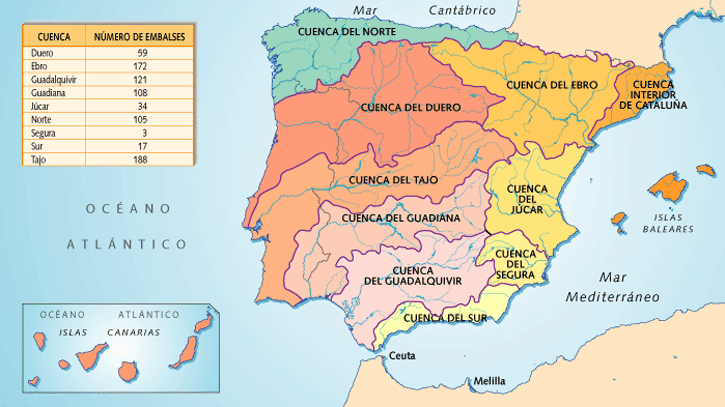 CUENCA NÚMERO DE EMBALSES
Duero 59
Ebro 172
Guadalquivir 121
Guadiana 108
Júcar 34
Norte 105
Segura 3
Sur 17
Tajo 188
Mar Cantábrico
CUENCA DEL NORTE
CUENCA DEL DUERO
CUENCA DEL EBRO
CUENCA
INTERIOR
DE CATALUÑA
CUENCA DEL TAJO
CUENCA
DEL
JÚCAR
CUENCA DEL GUADIANA
CUENCA
DEL GUADALQUIVIR
CUENCA
DEL
SEGURA
CUENCA DEL SUR
ISLAS
BALEARES
OCÉANO
ATLÁNTICO
Mar
Mediterráneo
OCÉANO ATLÁNTICO
ISLAS CANARIAS
Ceuta
Melilla